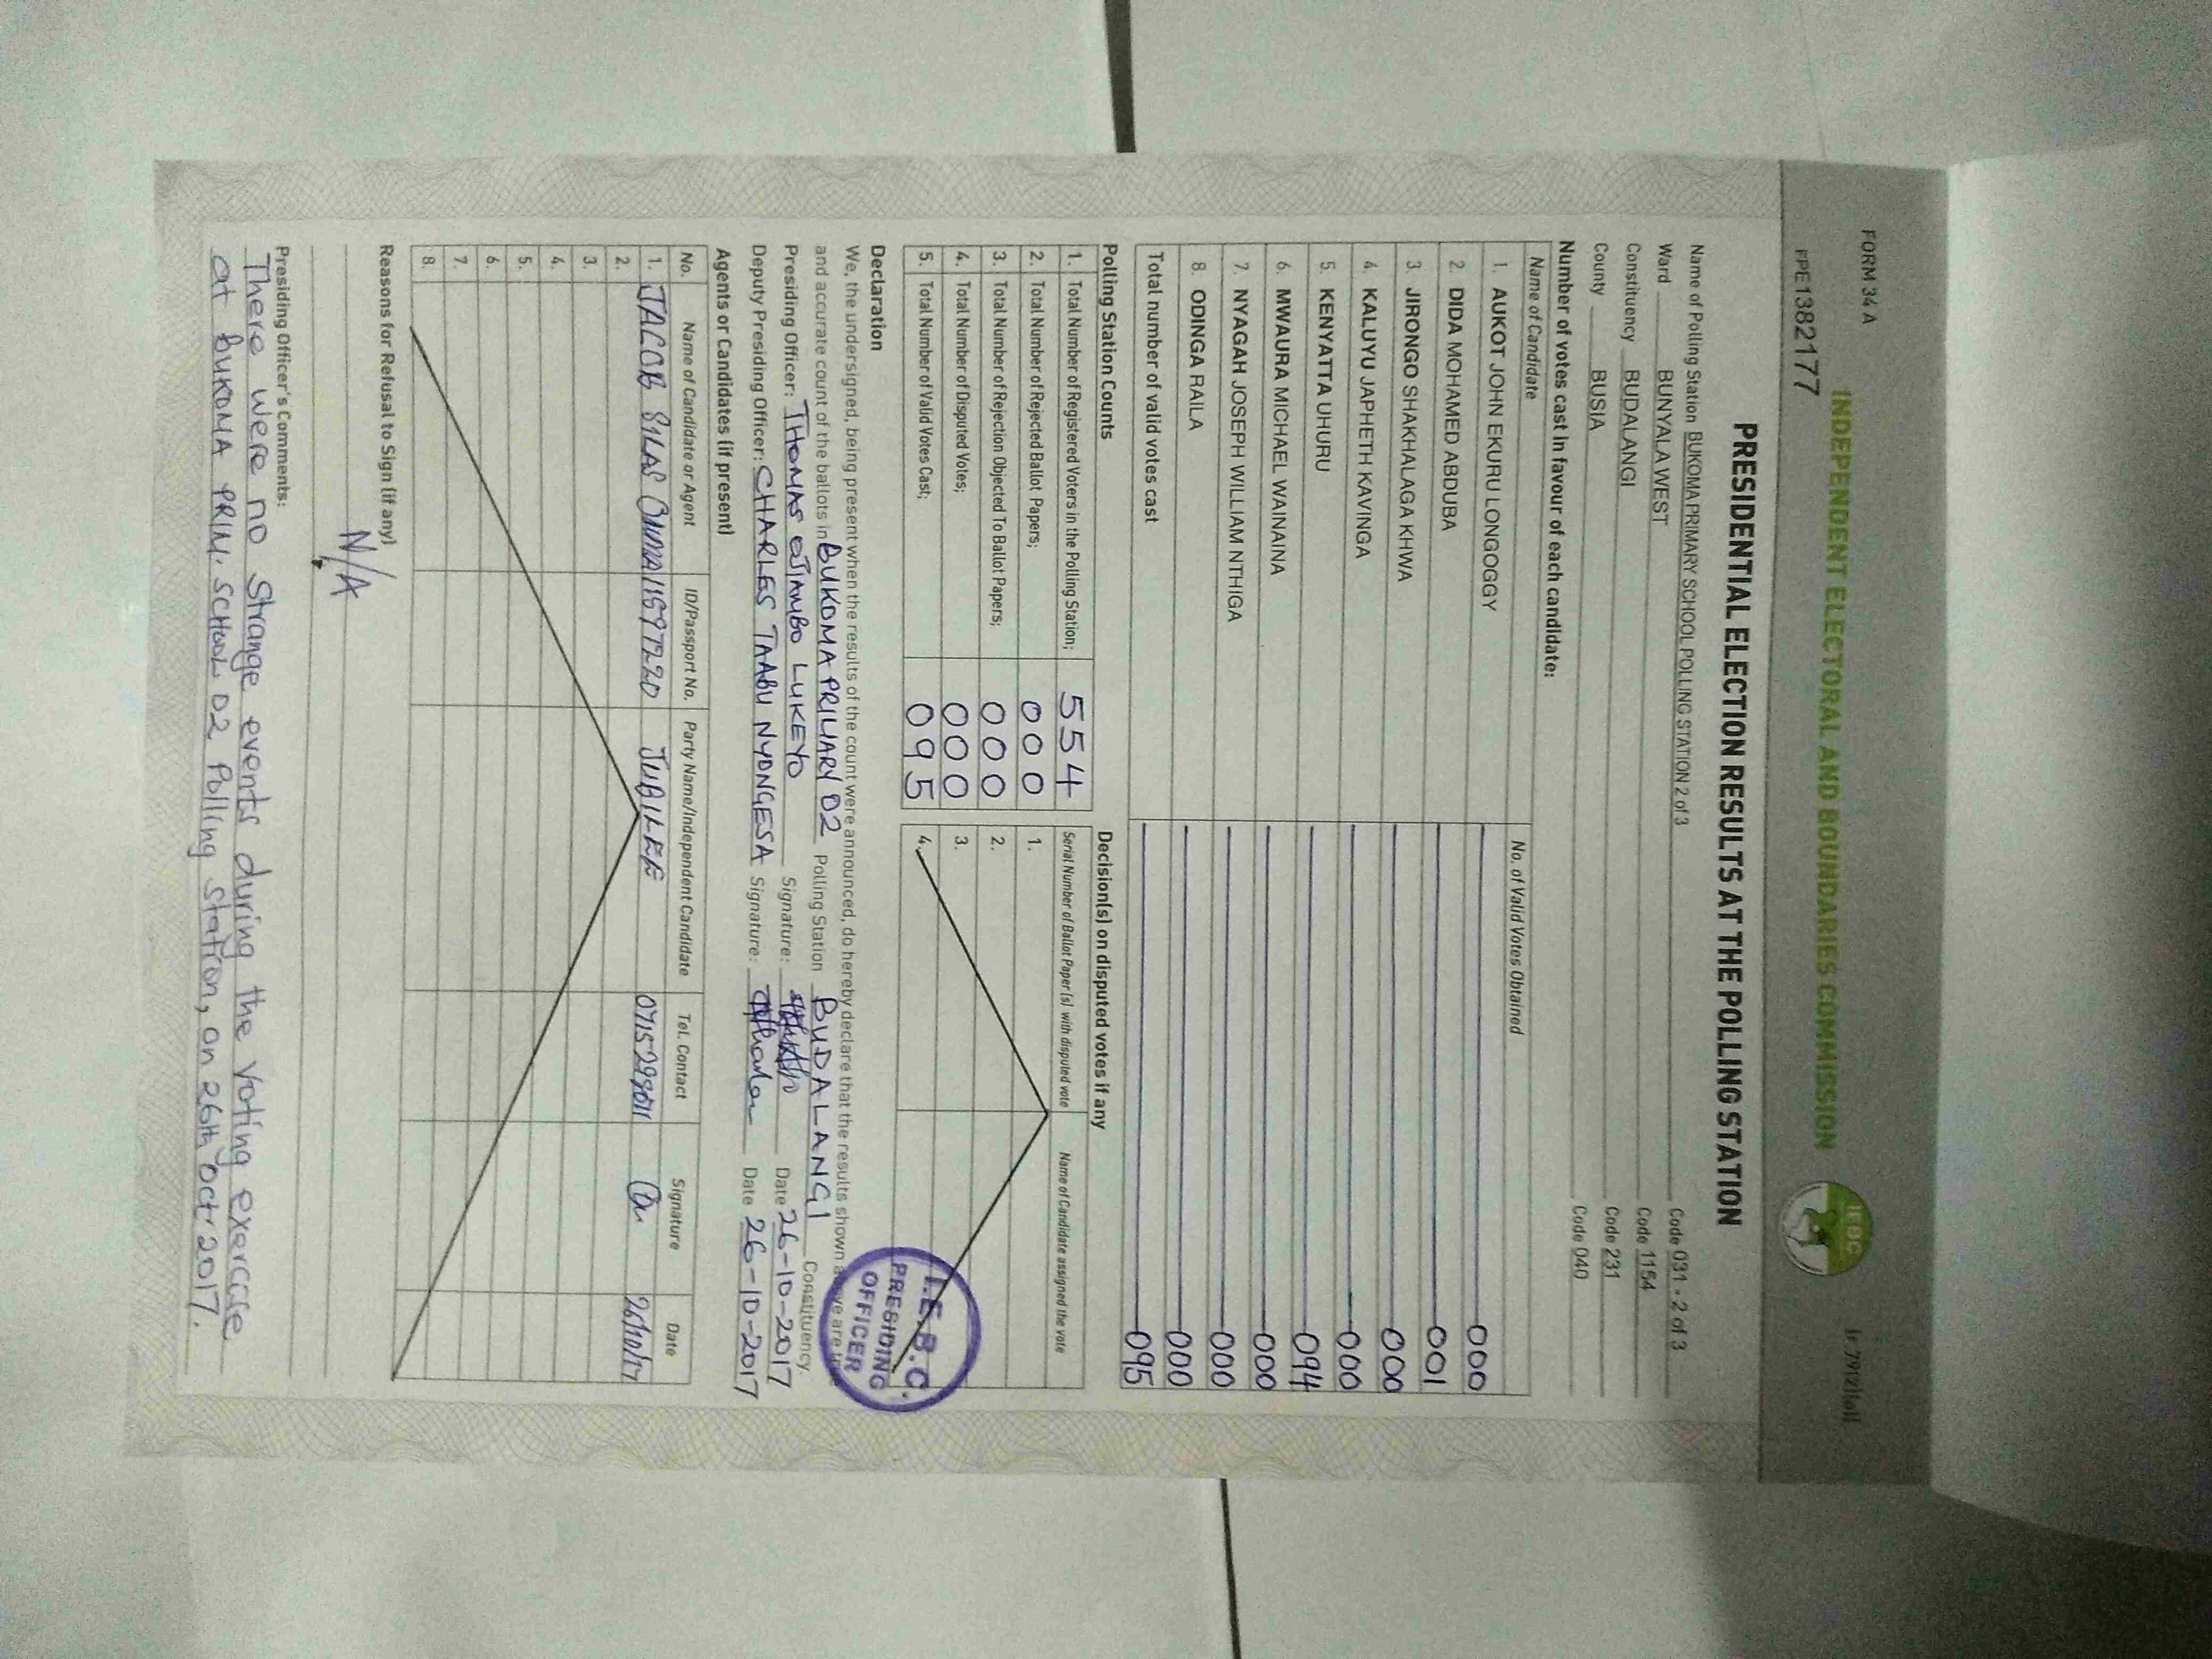 FORM 34 A
INDEPENDENT ELECTORAL AND BOUNDARIES COMMISSION
IEBC
PPE1382177
PRESIDENTIAL ELECTION RESULTS AT THE POLLING STATION
Name of Polling Station BUKOMA PRIMARY SCHOOL POLLING STATION 2 of 3 Code 031 - 2 of 3
Ward BUNYALA WEST Code 1154
Constituency BUDALANGI Code 231
County BUSIA Code 040
Number of votes cast in favour of each candidate:
Name of Candidate No. of Valid Votes Obtained
1. AUKOT JOHN EKURU LONGOGGY 000
2. DIDA MOHAMED ABDUBA 001
3. JIRONGO SHAKHALAGA KHWA 000
4. KALUYU JAPHETH KAVINGA 000
5. KENYATTA UHURU 094
6. MWAURA MICHAEL WAINAINA 000
7. NYAGAH JOSEPH WILLIAM NTHIGA 000
8. ODINGA RAILA 000
Total number of valid votes cast 095
Polling Station Counts
1. Total Number of Registered Voters in the Polling Station; 554
2. Total Number of Rejected Ballot Papers; 000
3. Total Number of Rejection Objected To Ballot Papers; 000
4. Total Number of Disputed Votes; 000
5. Total Number of Valid Votes Cast; 095
Decision(s) on disputed votes if any
Serial Number of Ballot Paper(s) with disputed vote Name of Candidate assigned the vote
1.
2.
3.
4.
I.E.B.C.
PRESIDING
OFFICER
Declaration
We, the undersigned, being present when the results of the count were announced, do hereby declare that the results shown above are the
and accurate count of the ballots in BUKOMA PRILIARY 02 Polling Station BUDALANGI Constituency.
Presiding Officer: THOMAS OJIAMBO LUKEYO Signature: Date 26-10-2017
Deputy Presiding Officer: CHARLES TAABU NYONGESA Signature: Date 26-10-2017
Agents or Candidates (if present)
No. Name of Candidate or Agent ID/Passport No. Party Name/Independent Candidate Tel. Contact Signature Date
1. JACOB SILAS OUMA 11597220 JUBILEE 26/10/17
2.
3.
4.
5.
6.
7.
8.
Reasons for Refusal to Sign (if any)
N/A
Presiding Officer's Comments:
There were no strange events during the voting exercise
at BUKOMA PRIM. SCHOOL 02 Polling Station, on 26th Oct' 2017.